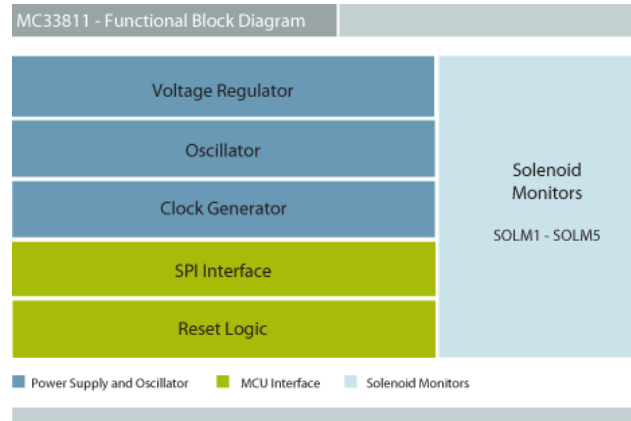 MC33811 - Functional Block Diagram
Voltage Regulator
Oscillator
Clock Generator
SPI Interface
Reset Logic
Solenoid
Monitors
SOLM1 - SOLM5
Power Supply and Oscillator MCU Interface Solenoid Monitors